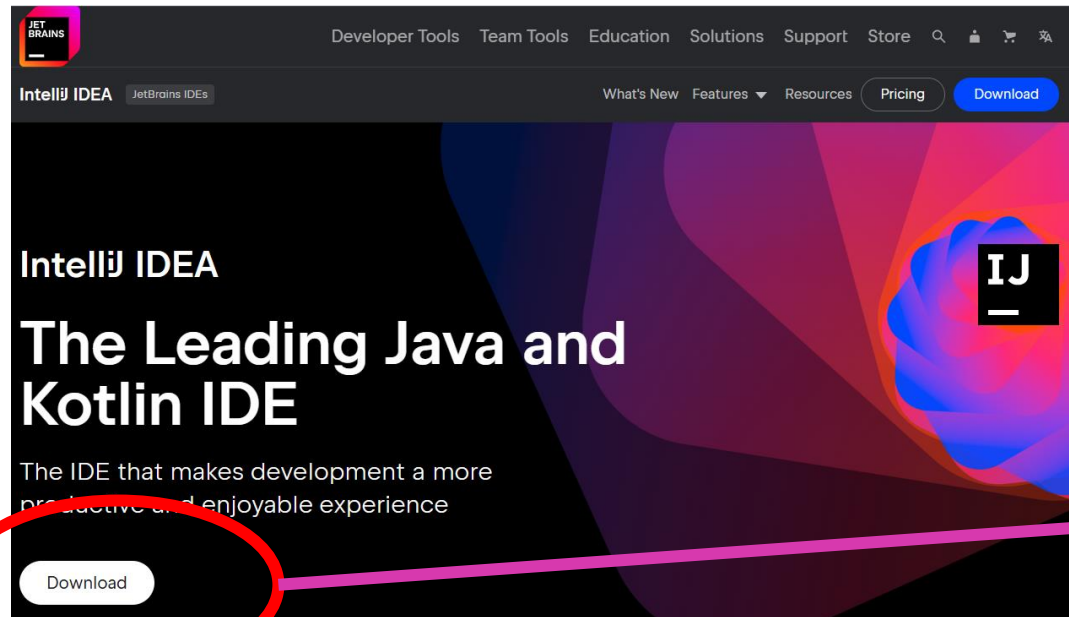 JET
BRAINS
Developer Tools Team Tools Education Solutions Support Store
IntelliJ IDEA JetBrains IDEs What's New Features Resources Pricing Download
IntelliJ IDEA
IJ
The Leading Java and
Kotlin IDE
The IDE that makes development a more
productive and enjoyable experience
Download